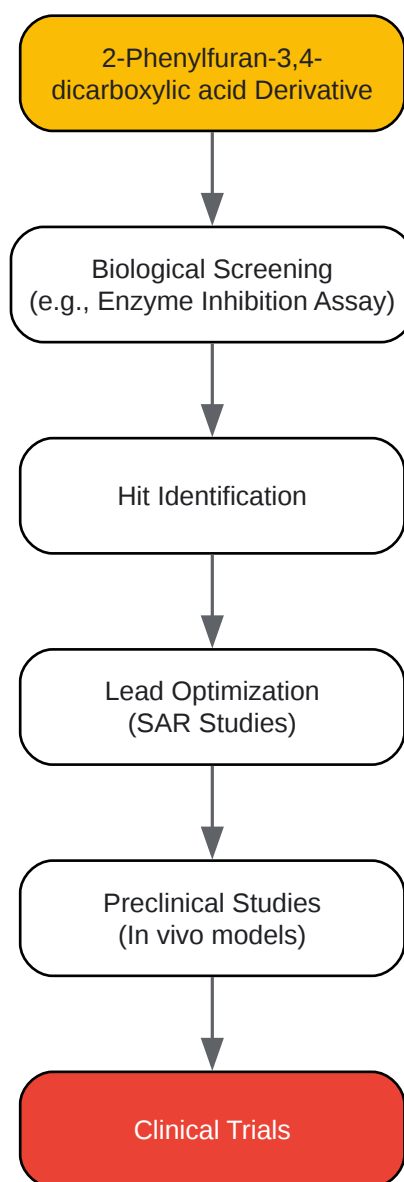 2-Phenylfuran-3,4-
dicarboxylic acid Derivative
Biological Screening
(e.g., Enzyme Inhibition Assay)
Hit Identification
Lead Optimization
(SAR Studies)
Preclinical Studies
(In vivo models)
Clinical Trials